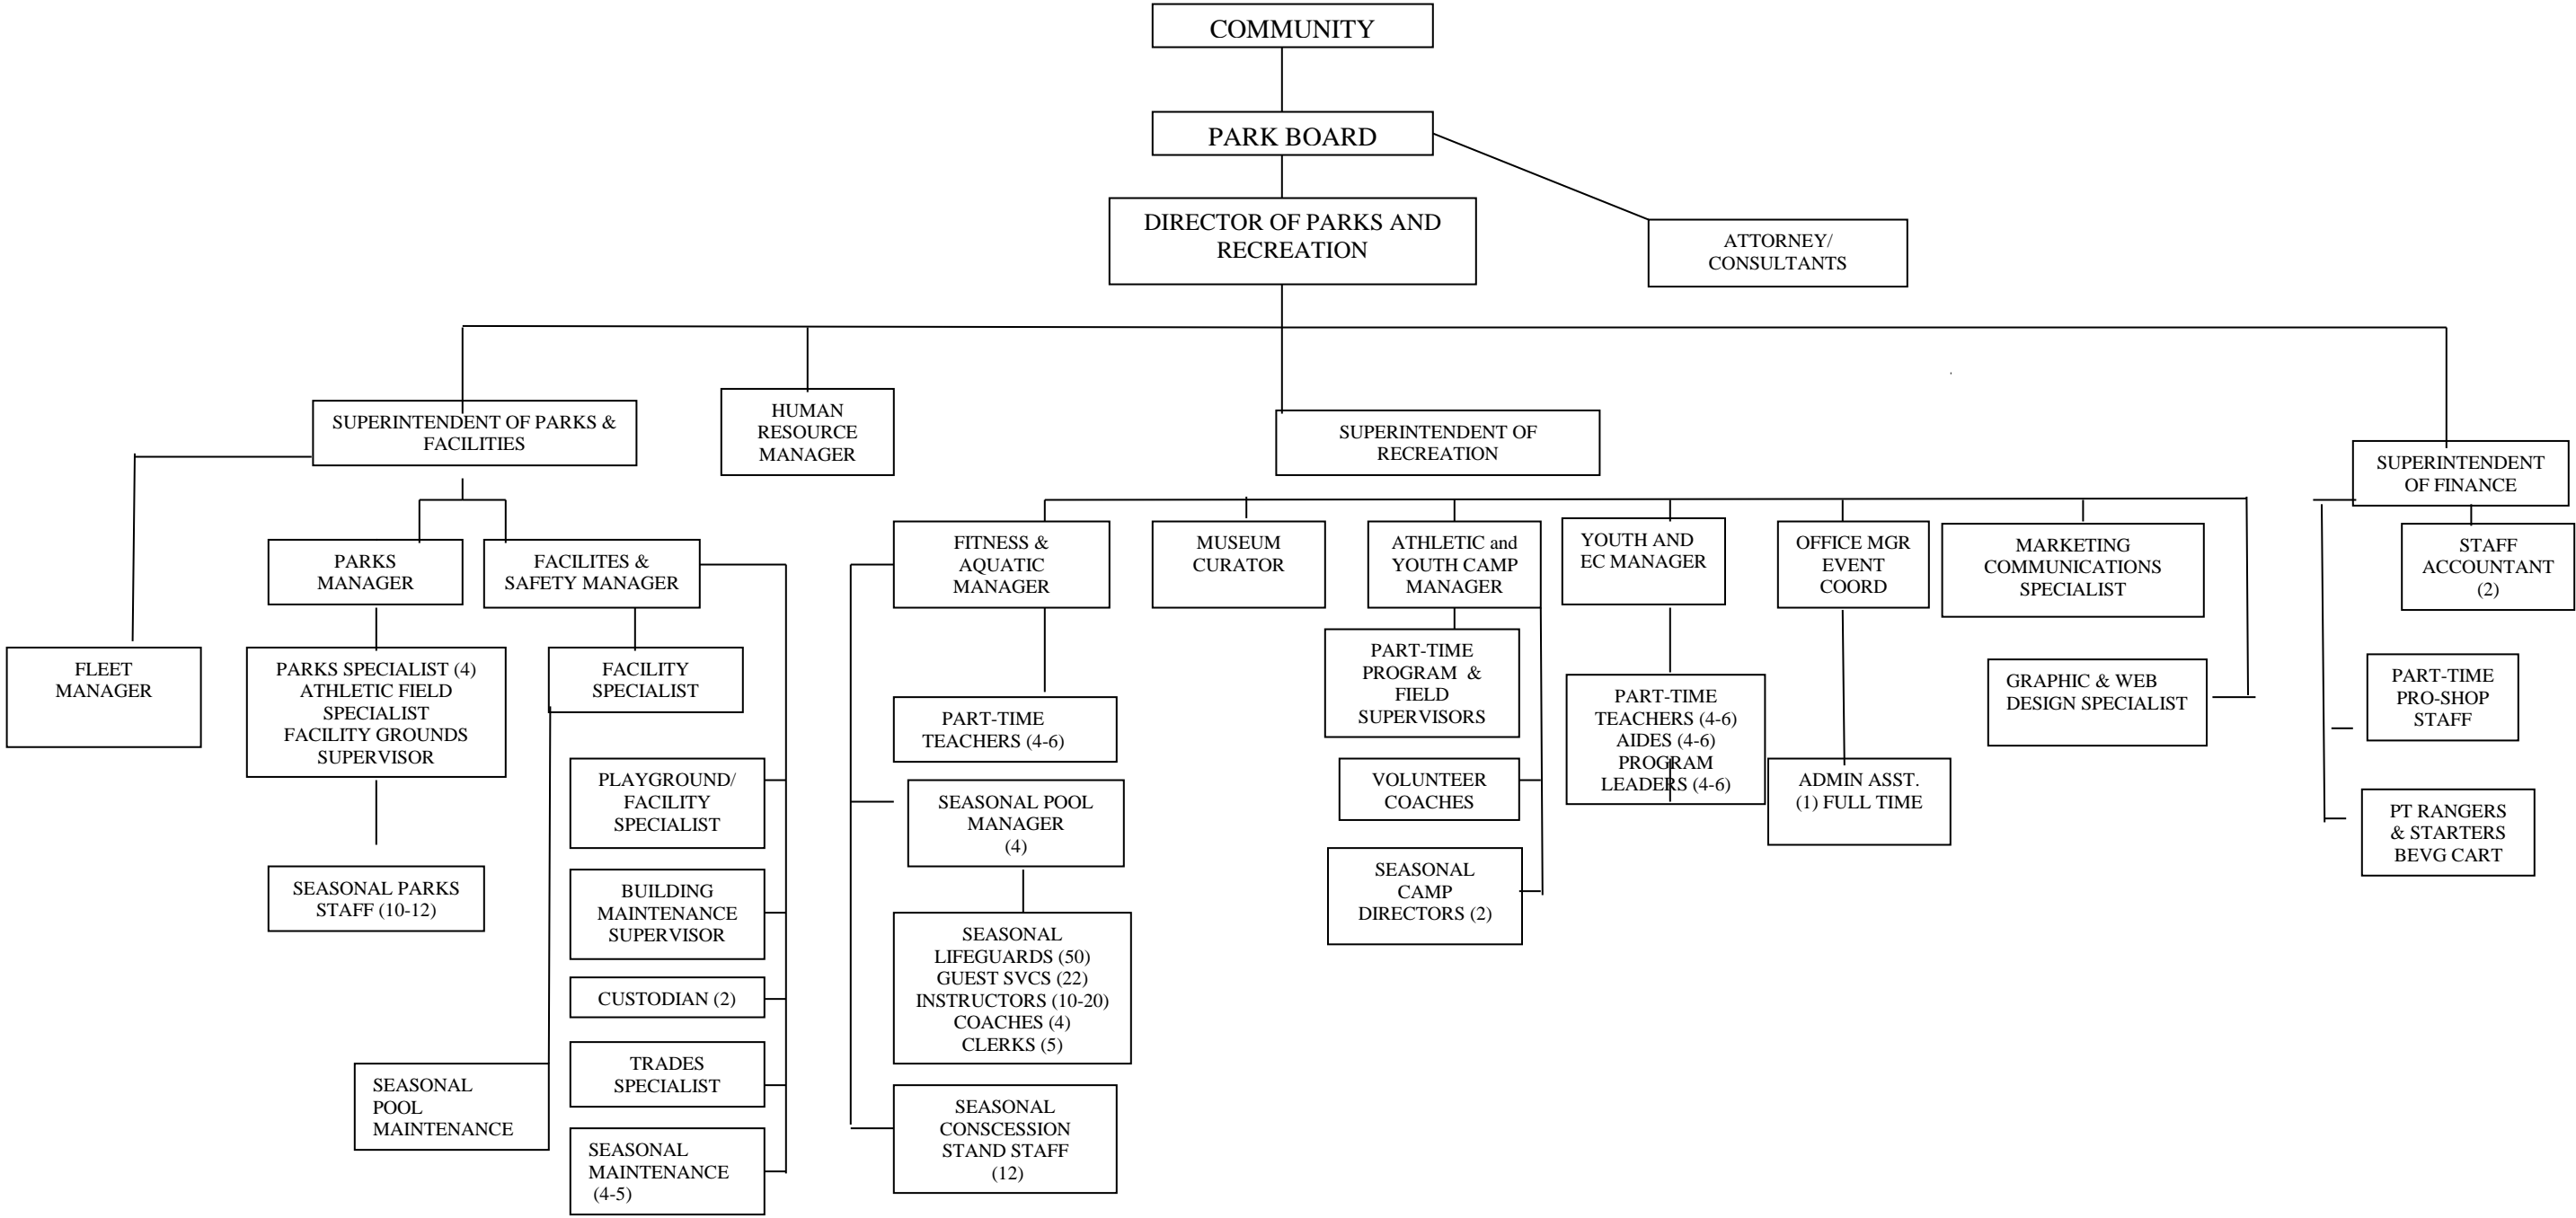 COMMUNITY
PARK BOARD
DIRECTOR OF PARKS AND
RECREATION
ATTORNEY/
CONSULTANTS
SUPERINTENDENT OF PARKS &
FACILITIES
HUMAN
RESOURCE
MANAGER
SUPERINTENDENT OF
RECREATION
SUPERINTENDENT
OF FINANCE
PARKS
MANAGER
FACILITES &
SAFETY MANAGER
FITNESS &
AQUATIC
MANAGER
MUSEUM
CURATOR
ATHLETIC and
YOUTH CAMP
MANAGER
YOUTH AND
EC MANAGER
OFFICE MGR
EVENT
COORD
MARKETING
COMMUNICATIONS
SPECIALIST
STAFF
ACCOUNTANT
(2)
FLEET
MANAGER
PARKS SPECIALIST (4)
ATHLETIC FIELD
SPECIALIST
FACILITY GROUNDS
SUPERVISOR
FACILITY
SPECIALIST
PART-TIME
TEACHERS (4-6)
PART-TIME
PROGRAM &
FIELD
SUPERVISORS
PART-TIME
TEACHERS (4-6)
AIDES (4-6)
PROGRAM
LEADERS (4-6)
GRAPHIC & WEB
DESIGN SPECIALIST
PART-TIME
PRO-SHOP
STAFF
PLAYGROUND/
FACILITY
SPECIALIST
SEASONAL POOL
MANAGER
(4)
VOLUNTEER
COACHES
ADMIN ASST.
(1) FULL TIME
PT RANGERS
& STARTERS
BEVG CART
SEASONAL PARKS
STAFF (10-12)
BUILDING
MAINTENANCE
SUPERVISOR
SEASONAL
CAMP
DIRECTORS (2)
SEASONAL
LIFEGUARDS (50)
GUEST SVCS (22)
INSTRUCTORS (10-20)
COACHES (4)
CLERKS (5)
CUSTODIAN (2)
TRADES
SPECIALIST
SEASONAL
POOL
MAINTENANCE
SEASONAL
CONSCESSION
STAND STAFF
(12)
SEASONAL
MAINTENANCE
(4-5)